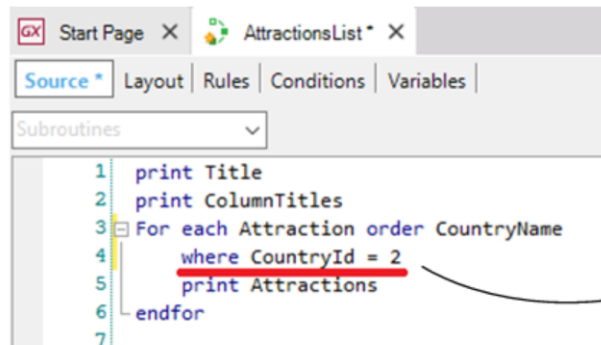 GX Start Page X AttractionsList* X
Source * Layout Rules Conditions Variables
Subroutines
1 print Title
2 print ColumnTitles
3 For each Attraction order CountryName
4 where CountryId = 2
5 print Attractions
6 endfor
7